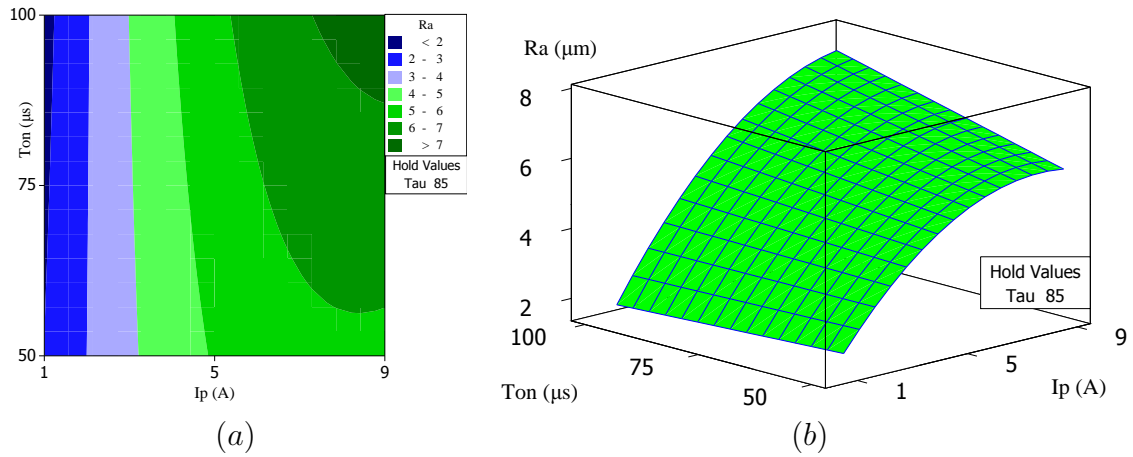 100
75
50
Ton (μs)
1
5
9
Ip (A)
Ra
< 2
2 - 3
3 - 4
4 - 5
5 - 6
6 - 7
> 7
Hold Values
Tau 85
(a)
Ra (μm)
8
6
4
2
100
75
50
Ton (μs)
1
5
9
Ip (A)
Hold Values
Tau 85
(b)